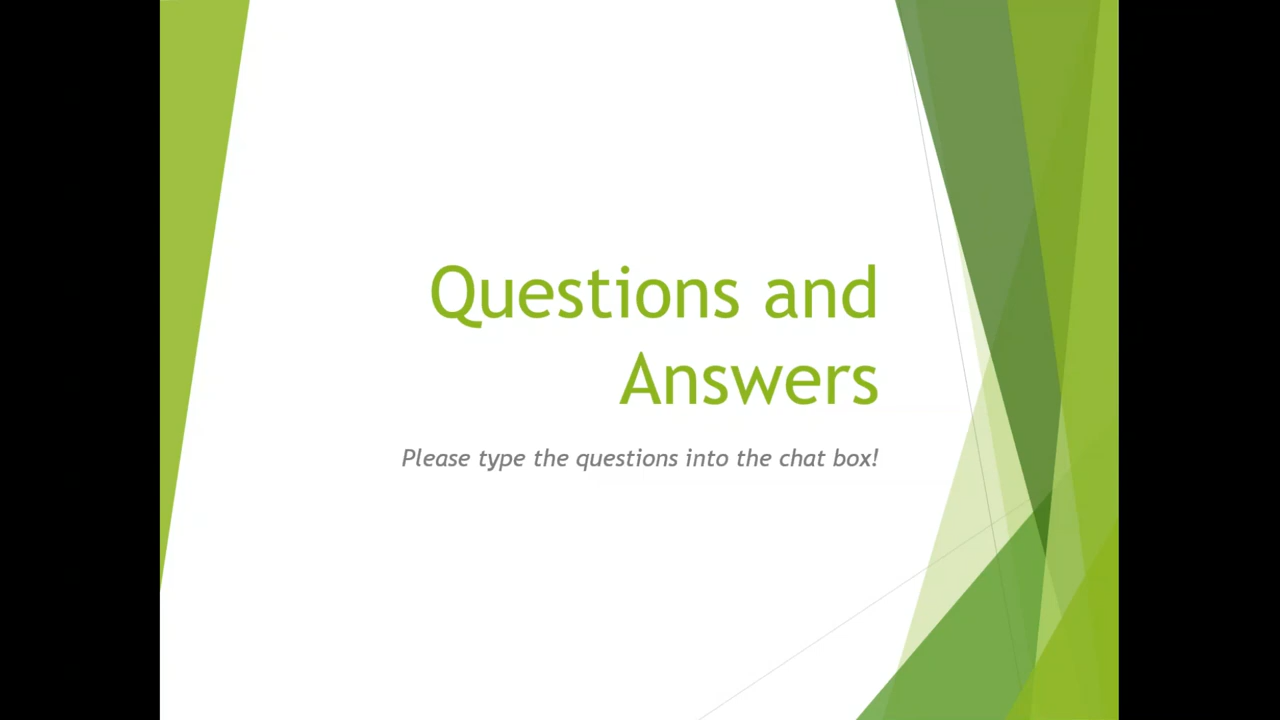 Questions and
Answers
Please type the questions into the chat box!